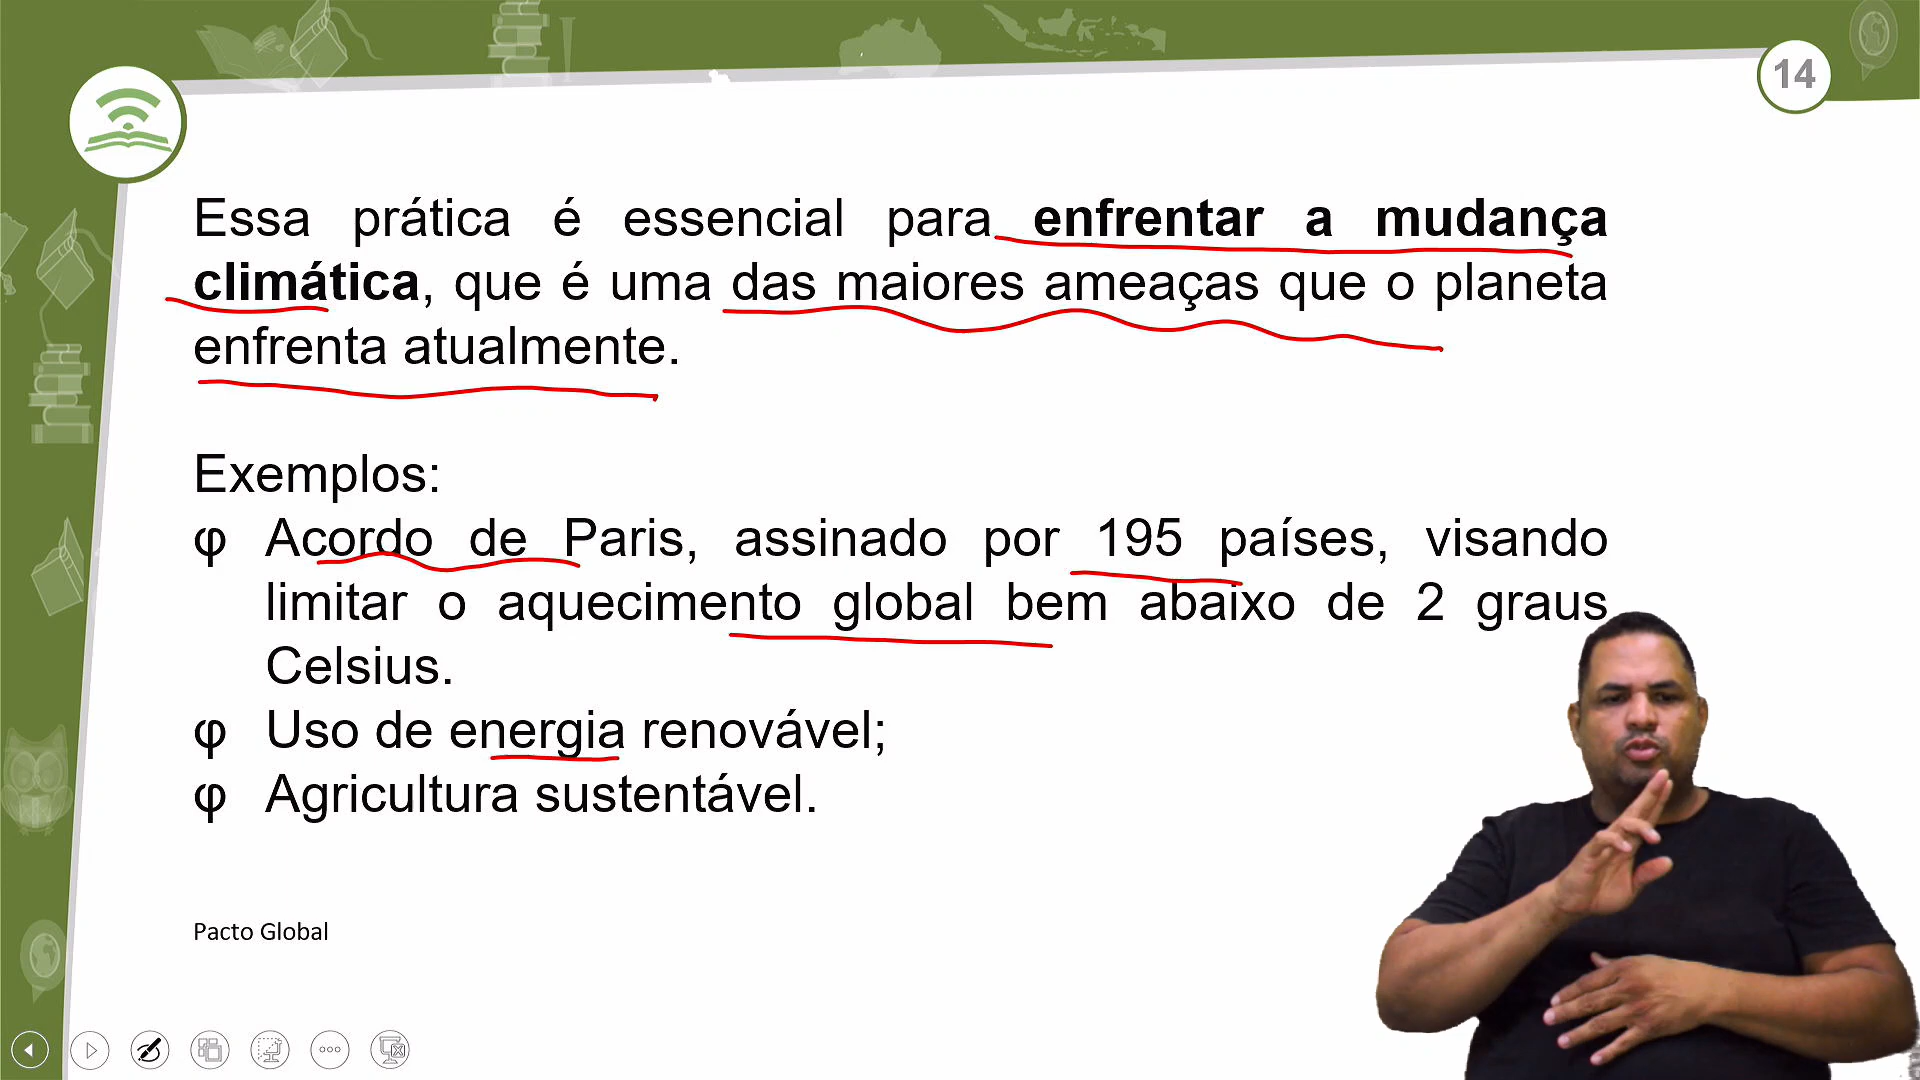 14
Essa prática é essencial para enfrentar a mudança
climática, que é uma das maiores ameaças que o planeta
enfrenta atualmente.
Exemplos:
φ Acordo de Paris, assinado por 195 países, visando
limitar o aquecimento global bem abaixo de 2 graus
Celsius.
φ Uso de energia renovável;
φ Agricultura sustentável.
Pacto Global